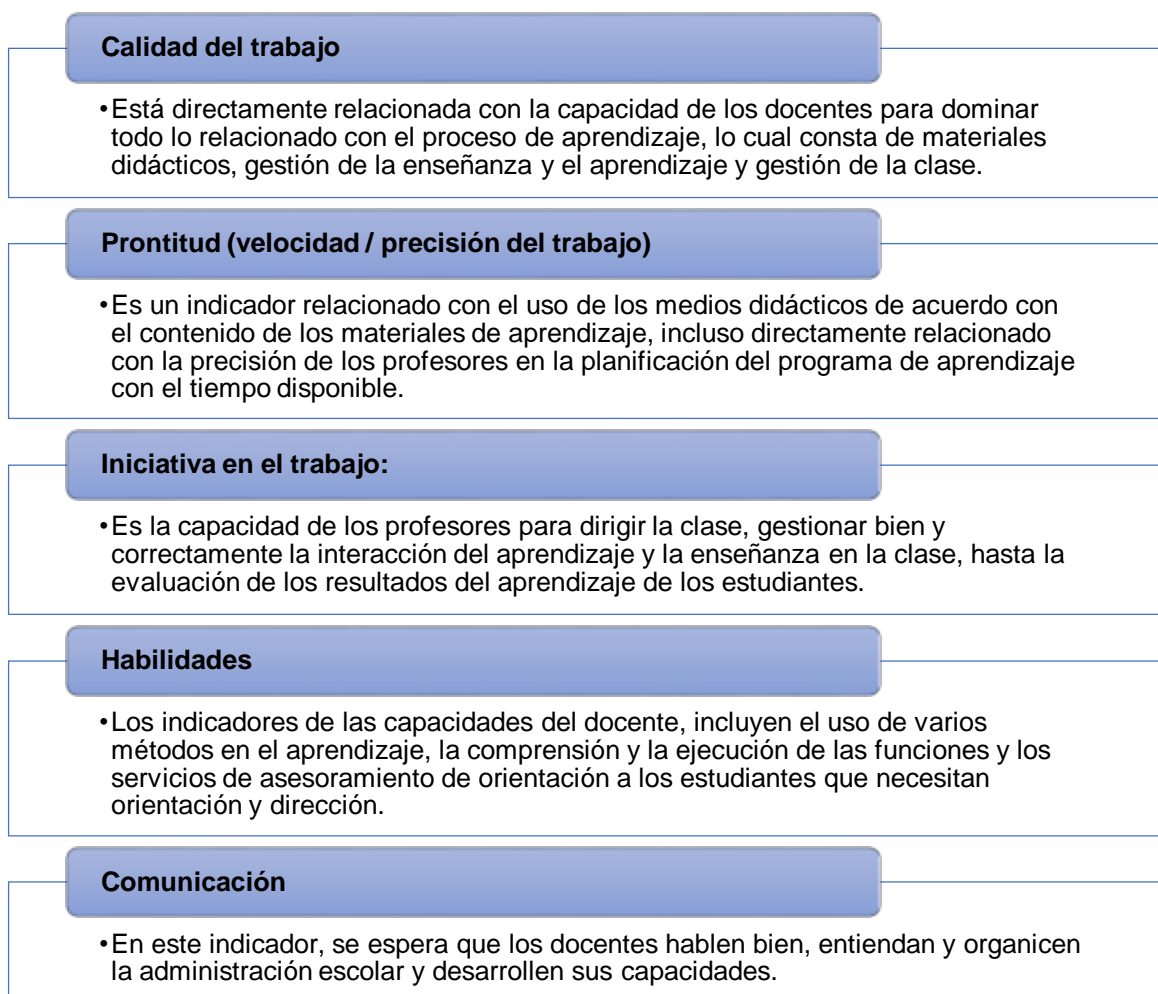 Calidad del trabajo
•Está directamente relacionada con la capacidad de los docentes para dominar
todo lo relacionado con el proceso de aprendizaje, lo cual consta de materiales
didácticos, gestión de la enseñanza y el aprendizaje y gestión de la clase.
Prontitud (velocidad / precisión del trabajo)
•Es un indicador relacionado con el uso de los medios didácticos de acuerdo con
el contenido de los materiales de aprendizaje, incluso directamente relacionado
con la precisión de los profesores en la planificación del programa de aprendizaje
con el tiempo disponible.
Iniciativa en el trabajo:
•Es la capacidad de los profesores para dirigir la clase, gestionar bien y
correctamente la interacción del aprendizaje y la enseñanza en la clase, hasta la
evaluación de los resultados del aprendizaje de los estudiantes.
Habilidades
•Los indicadores de las capacidades del docente, incluyen el uso de varios
métodos en el aprendizaje, la comprensión y la ejecución de las funciones y los
servicios de asesoramiento de orientación a los estudiantes que necesitan
orientación y dirección.
Comunicación
•En este indicador, se espera que los docentes hablen bien, entiendan y organicen
la administración escolar y desarrollen sus capacidades.